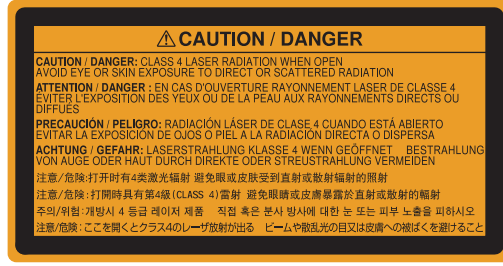 ⚠ CAUTION / DANGER
CAUTION / DANGER: CLASS 4 LASER RADIATION WHEN OPEN
AVOID EYE OR SKIN EXPOSURE TO DIRECT OR SCATTERED RADIATION
ATTENTION / DANGER : EN CAS D'OUVERTURE RAYONNEMENT LASER DE CLASSE 4
ÉVITER L'EXPOSITION DES YEUX OU DE LA PEAU AUX RAYONNEMENTS DIRECTS OU
DIFFUÉS
PRECAUCIÓN / PELIGRO: RADIACIÓN LÁSER DE CLASE 4 CUANDO ESTÁ ABIERTO
EVITAR LA EXPOSICIÓN DE OJOS O PIEL A LA RADIACIÓN DIRECTA O DISPERSA
ACHTUNG / GEFAHR: LASERSTRAHLUNG KLASSE 4 WENN GEÖFFNET BESTRAHLUNG
VON AUGE ODER HAUT DURCH DIREKTE ODER STREUSTRAHLUNG VERMEIDEN
注意/危险:打开时有4类激光辐射 避免眼或皮肤受到直射或散射辐射的照射
注意/危險:打開時具有第4級(CLASS 4)雷射 避免眼睛或皮膚暴露於直射或散射的輻射
주의/위험:개방시 4 등급 레이저 제품 직접 혹은 분사 방사에 대한 눈 또는 피부 노출을 피하시오
注意/危険:ここを開くとクラス4のレーザ放射が出る ビームや散乱光の目又は皮膚への被ばくを避けること